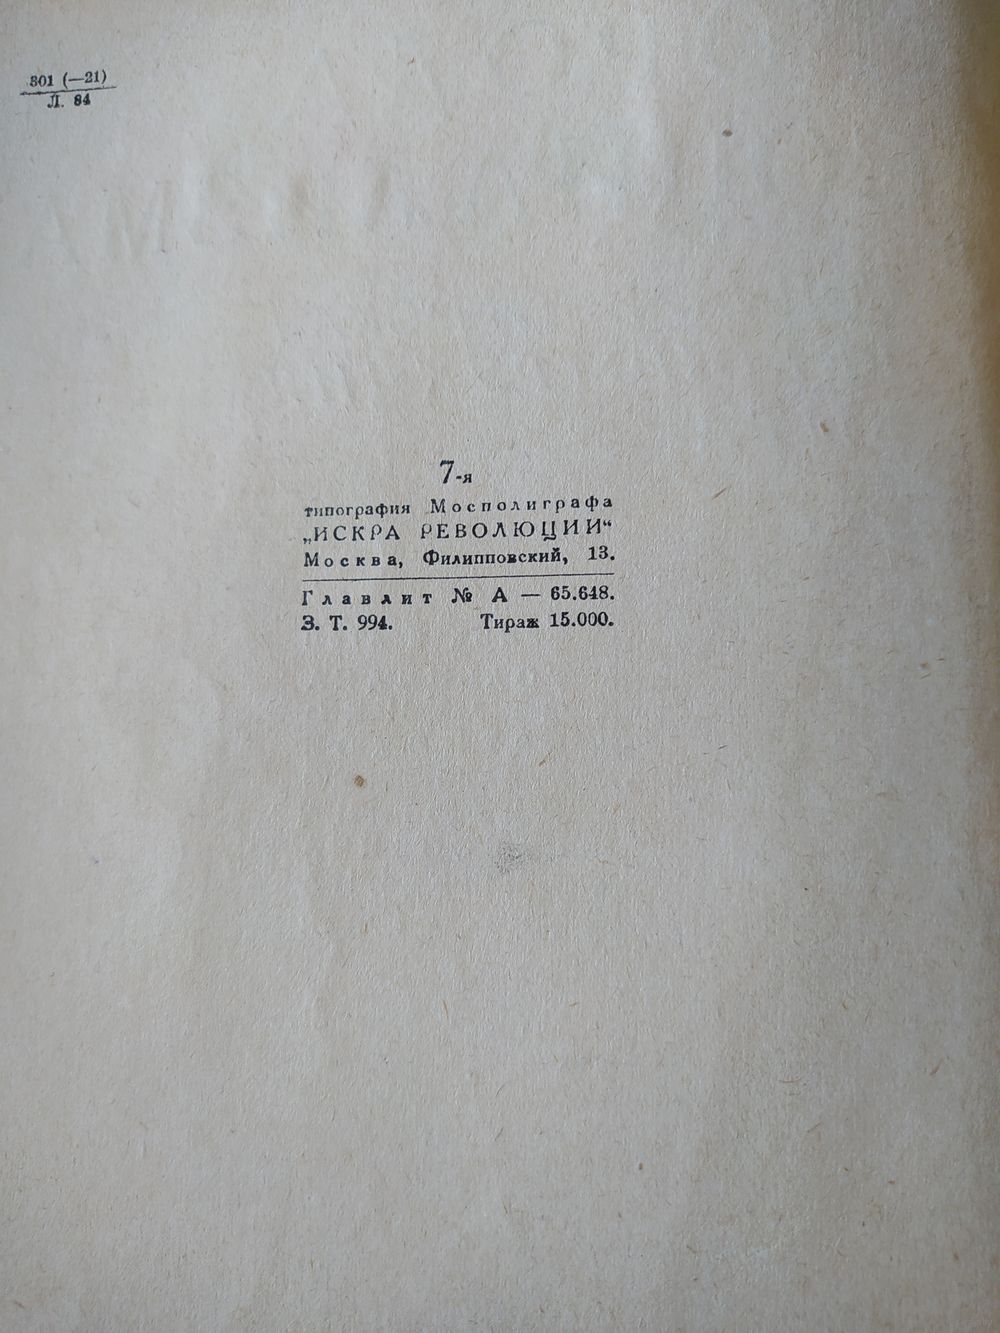 301 (—21)
Л. 84
7-я
типография Мосполиграфа
„ИСКРА РЕВОЛЮЦИИ“
Москва, Филипповский, 13.
Главлит № А — 65.648.
З. Т. 994. Тираж 15.000.